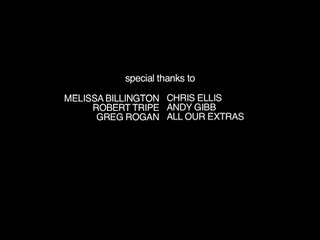 special thanks to
MELISSA BILLINGTON CHRIS ELLIS
ROBERT TRIPE ANDY GIBB
GREG ROGAN ALL OUR EXTRAS